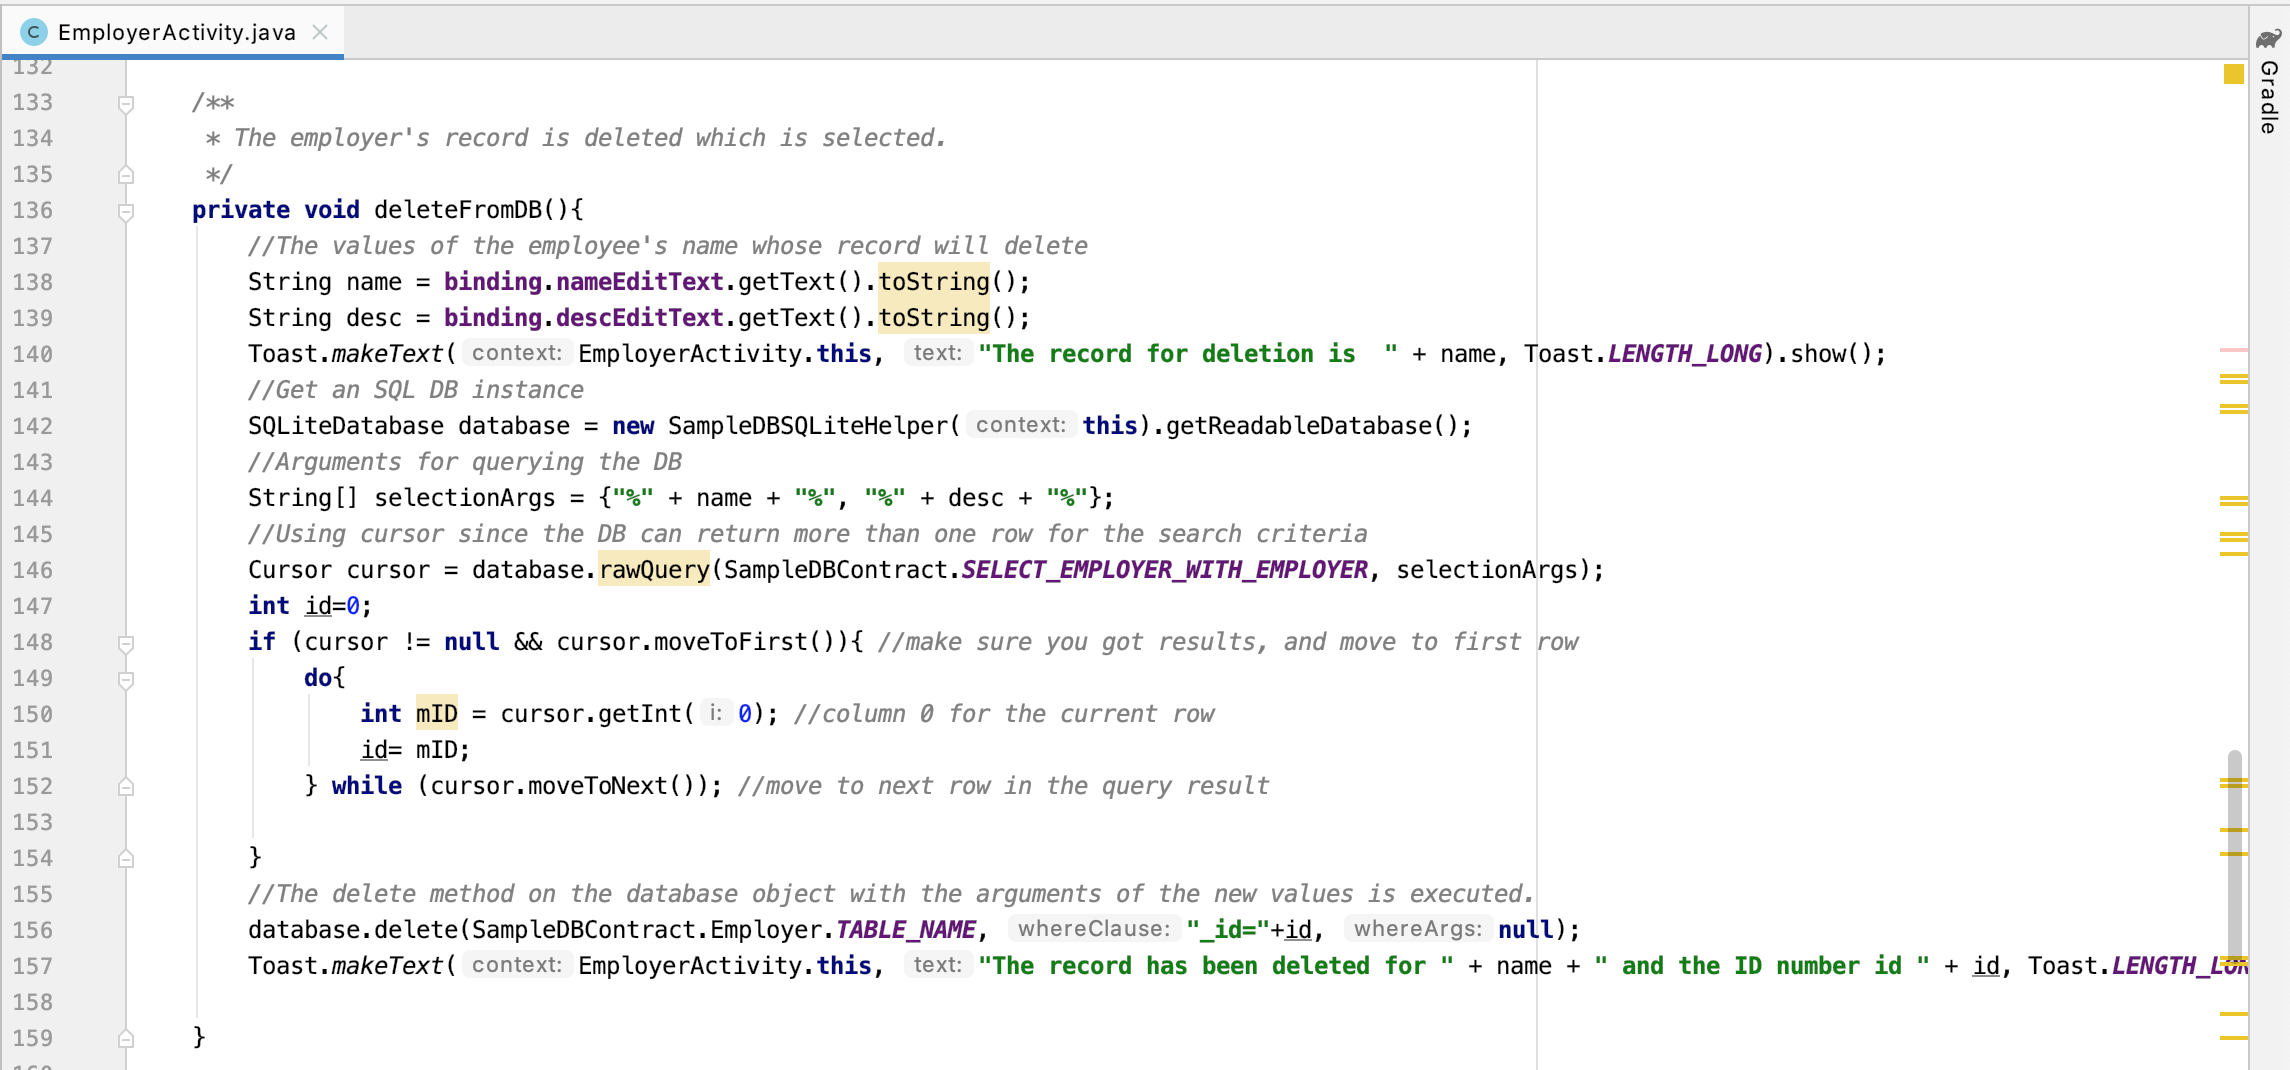 C EmployerActivity.java
Gradle
132
133 /**
134 * The employer's record is deleted which is selected.
135 */
136 private void deleteFromDB(){
137 //The values of the employee's name whose record will delete
138 String name = binding.nameEditText.getText().toString();
139 String desc = binding.descEditText.getText().toString();
140 Toast.makeText( context: EmployerActivity.this, text: "The record for deletion is  " + name, Toast.LENGTH_LONG).show();
141 //Get an SQL DB instance
142 SQLiteDatabase database = new SampleDBSQLiteHelper( context: this).getReadableDatabase();
143 //Arguments for querying the DB
144 String[] selectionArgs = {"%" + name + "%", "%" + desc + "%"};
145 //Using cursor since the DB can return more than one row for the search criteria
146 Cursor cursor = database.rawQuery(SampleDBContract.SELECT_EMPLOYER_WITH_EMPLOYER, selectionArgs);
147 int id=0;
148 if (cursor != null && cursor.moveToFirst()){ //make sure you got results, and move to first row
149 do{
150 int mID = cursor.getInt( i: 0); //column 0 for the current row
151 id= mID;
152 } while (cursor.moveToNext()); //move to next row in the query result
153
154 }
155 //The delete method on the database object with the arguments of the new values is executed.
156 database.delete(SampleDBContract.Employer.TABLE_NAME, whereClause: "_id="+id, whereArgs: null);
157 Toast.makeText( context: EmployerActivity.this, text: "The record has been deleted for " + name + " and the ID number id " + id, Toast.LENGTH_LON
158
159 }
160